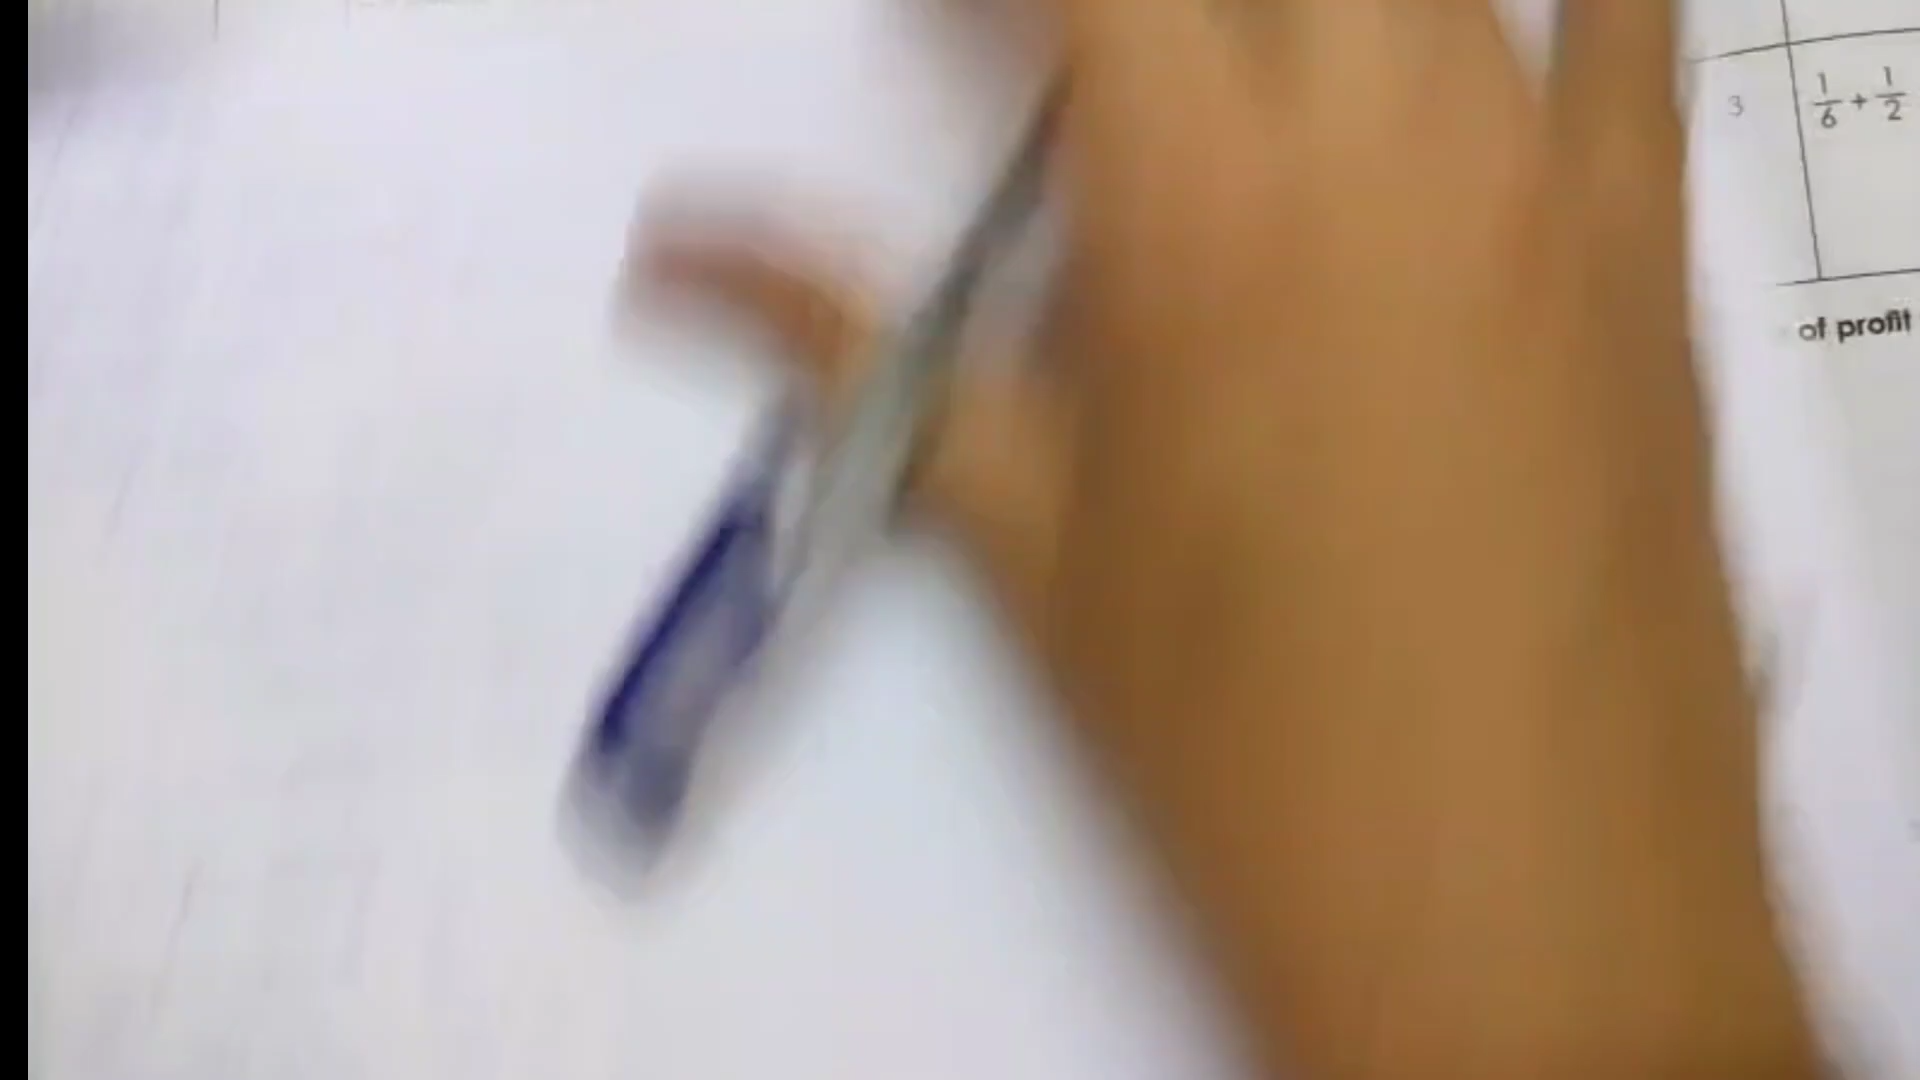 3 1/6 + 1/2
of profit